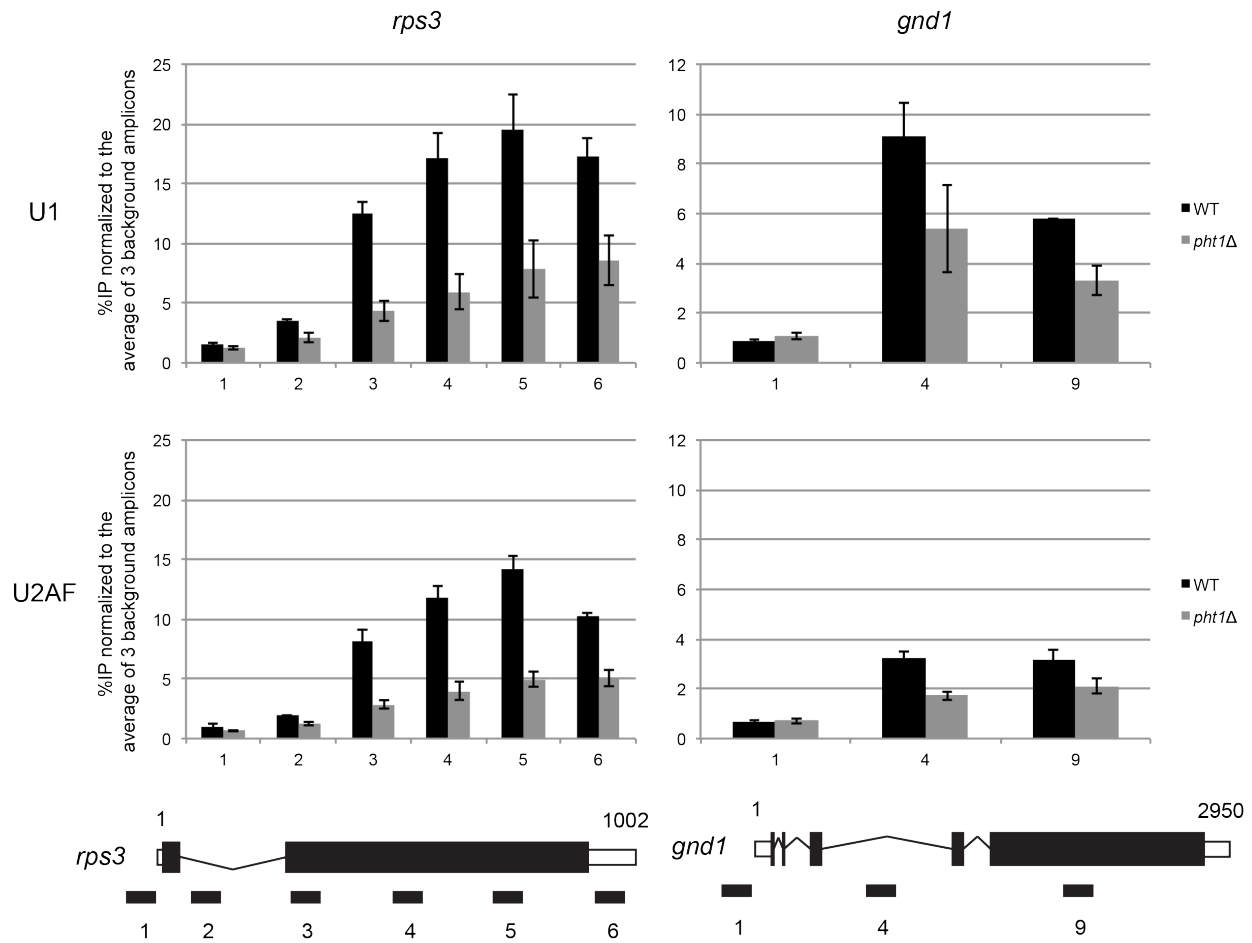 rps3
gnd1
U1
%IP normalized to the
average of 3 background amplicons
25
20
15
10
5
0
1 2 3 4 5 6
12
10
8
6
4
2
0
1 4 9
WT
pht1Δ
U2AF
%IP normalized to the
average of 3 background amplicons
25
20
15
10
5
0
1 2 3 4 5 6
12
10
8
6
4
2
0
1 4 9
WT
pht1Δ
1 1002
rps3
1 2 3 4 5 6
1 2950
gnd1
1 4 9